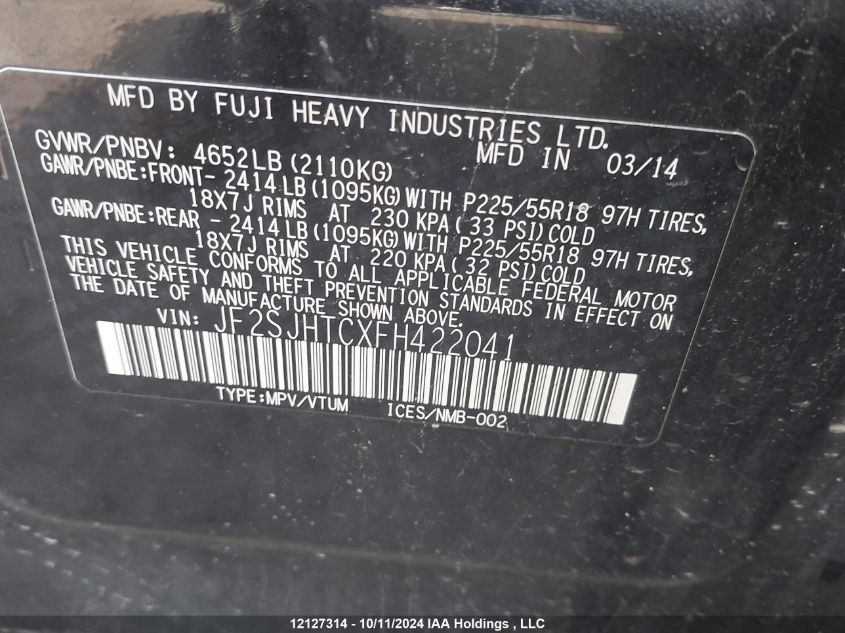 MFD BY FUJI HEAVY INDUSTRIES LTD.
GVWR/PNBV: 4652LB (2110KG) MFD IN 03/14
GAWR/PNBE:FRONT- 2414LB (1095KG) WITH P225/55R18 97H TIRES,
18X7J RIMS AT 230 KPA( 33 PSI) COLD
GAWR/PNBE:REAR - 2414LB (1095KG) WITH P225/55R18 97H TIRES,
18X7J RIMS AT 220 KPA( 32 PSI) COLD
THIS VEHICLE CONFORMS TO ALL APPLICABLE FEDERAL MOTOR
VEHICLE SAFETY AND THEFT PREVENTION STANDARDS IN EFFECT ON
THE DATE OF MANUFACTURE SHOWN ABOVE.
VIN: JF2SJHTCXFH422041
TYPE:MPV/VTUM ICES/NMB-002
12127314 - 10/11/2024 IAA Holdings , LLC